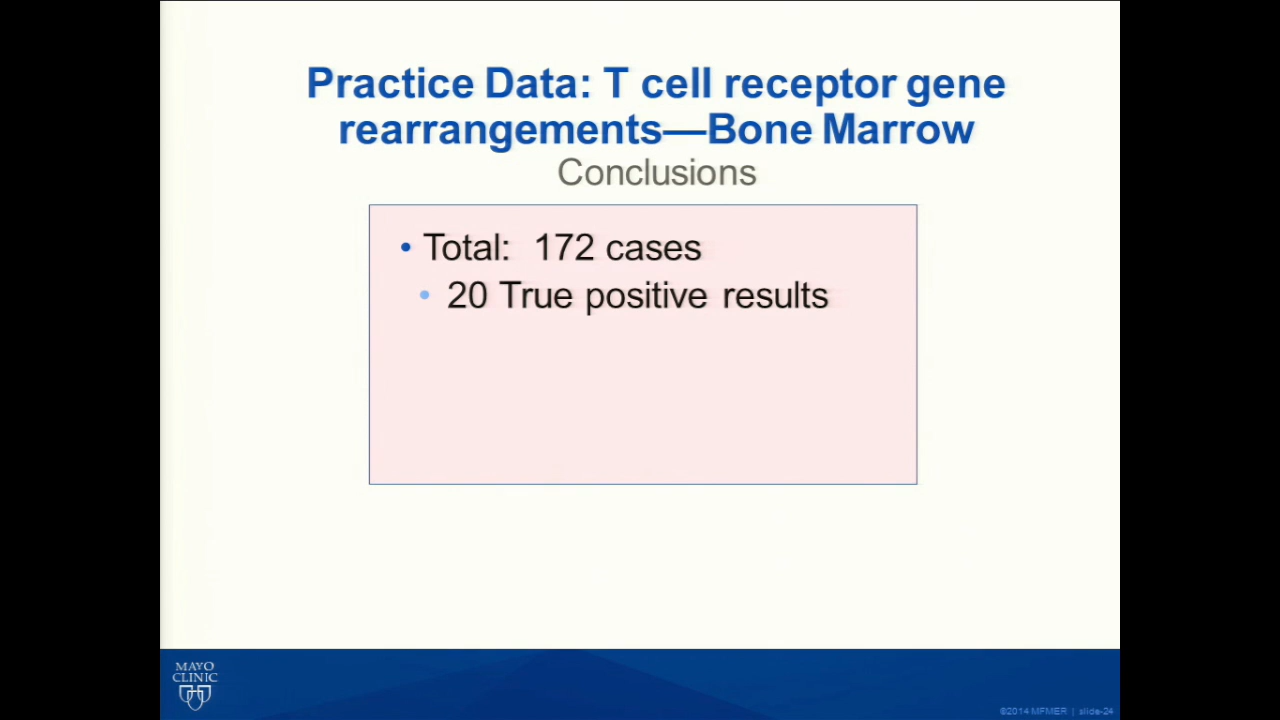 Practice Data: T cell receptor gene
rearrangements—Bone Marrow
Conclusions
• Total: 172 cases
• 20 True positive results
MAYO
CLINIC
©2014 MFMER | slide-24